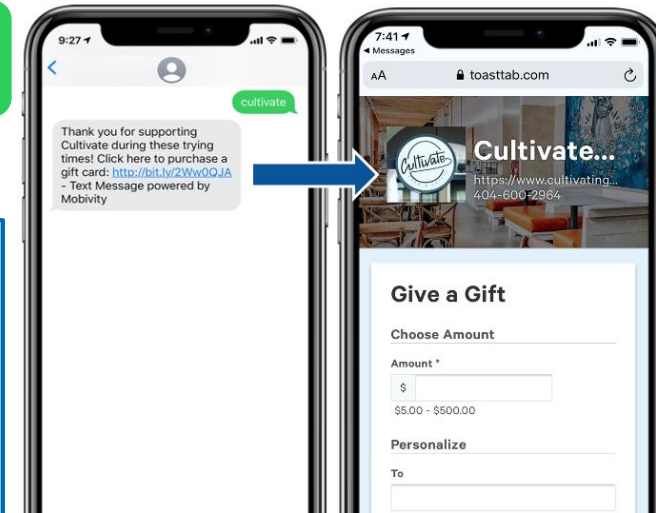 9:27
cultivate
Thank you for supporting
Cultivate during these trying
times! Click here to purchase a
gift card: http://bit.ly/2Ww0QJA
- Text Message powered by
Mobivity
7:41
Messages
AA toasttab.com
Cultivate
Cultivate...
https://www.cultivating...
404-600-2964
Give a Gift
Choose Amount
Amount *
$
$5.00 - $500.00
Personalize
To